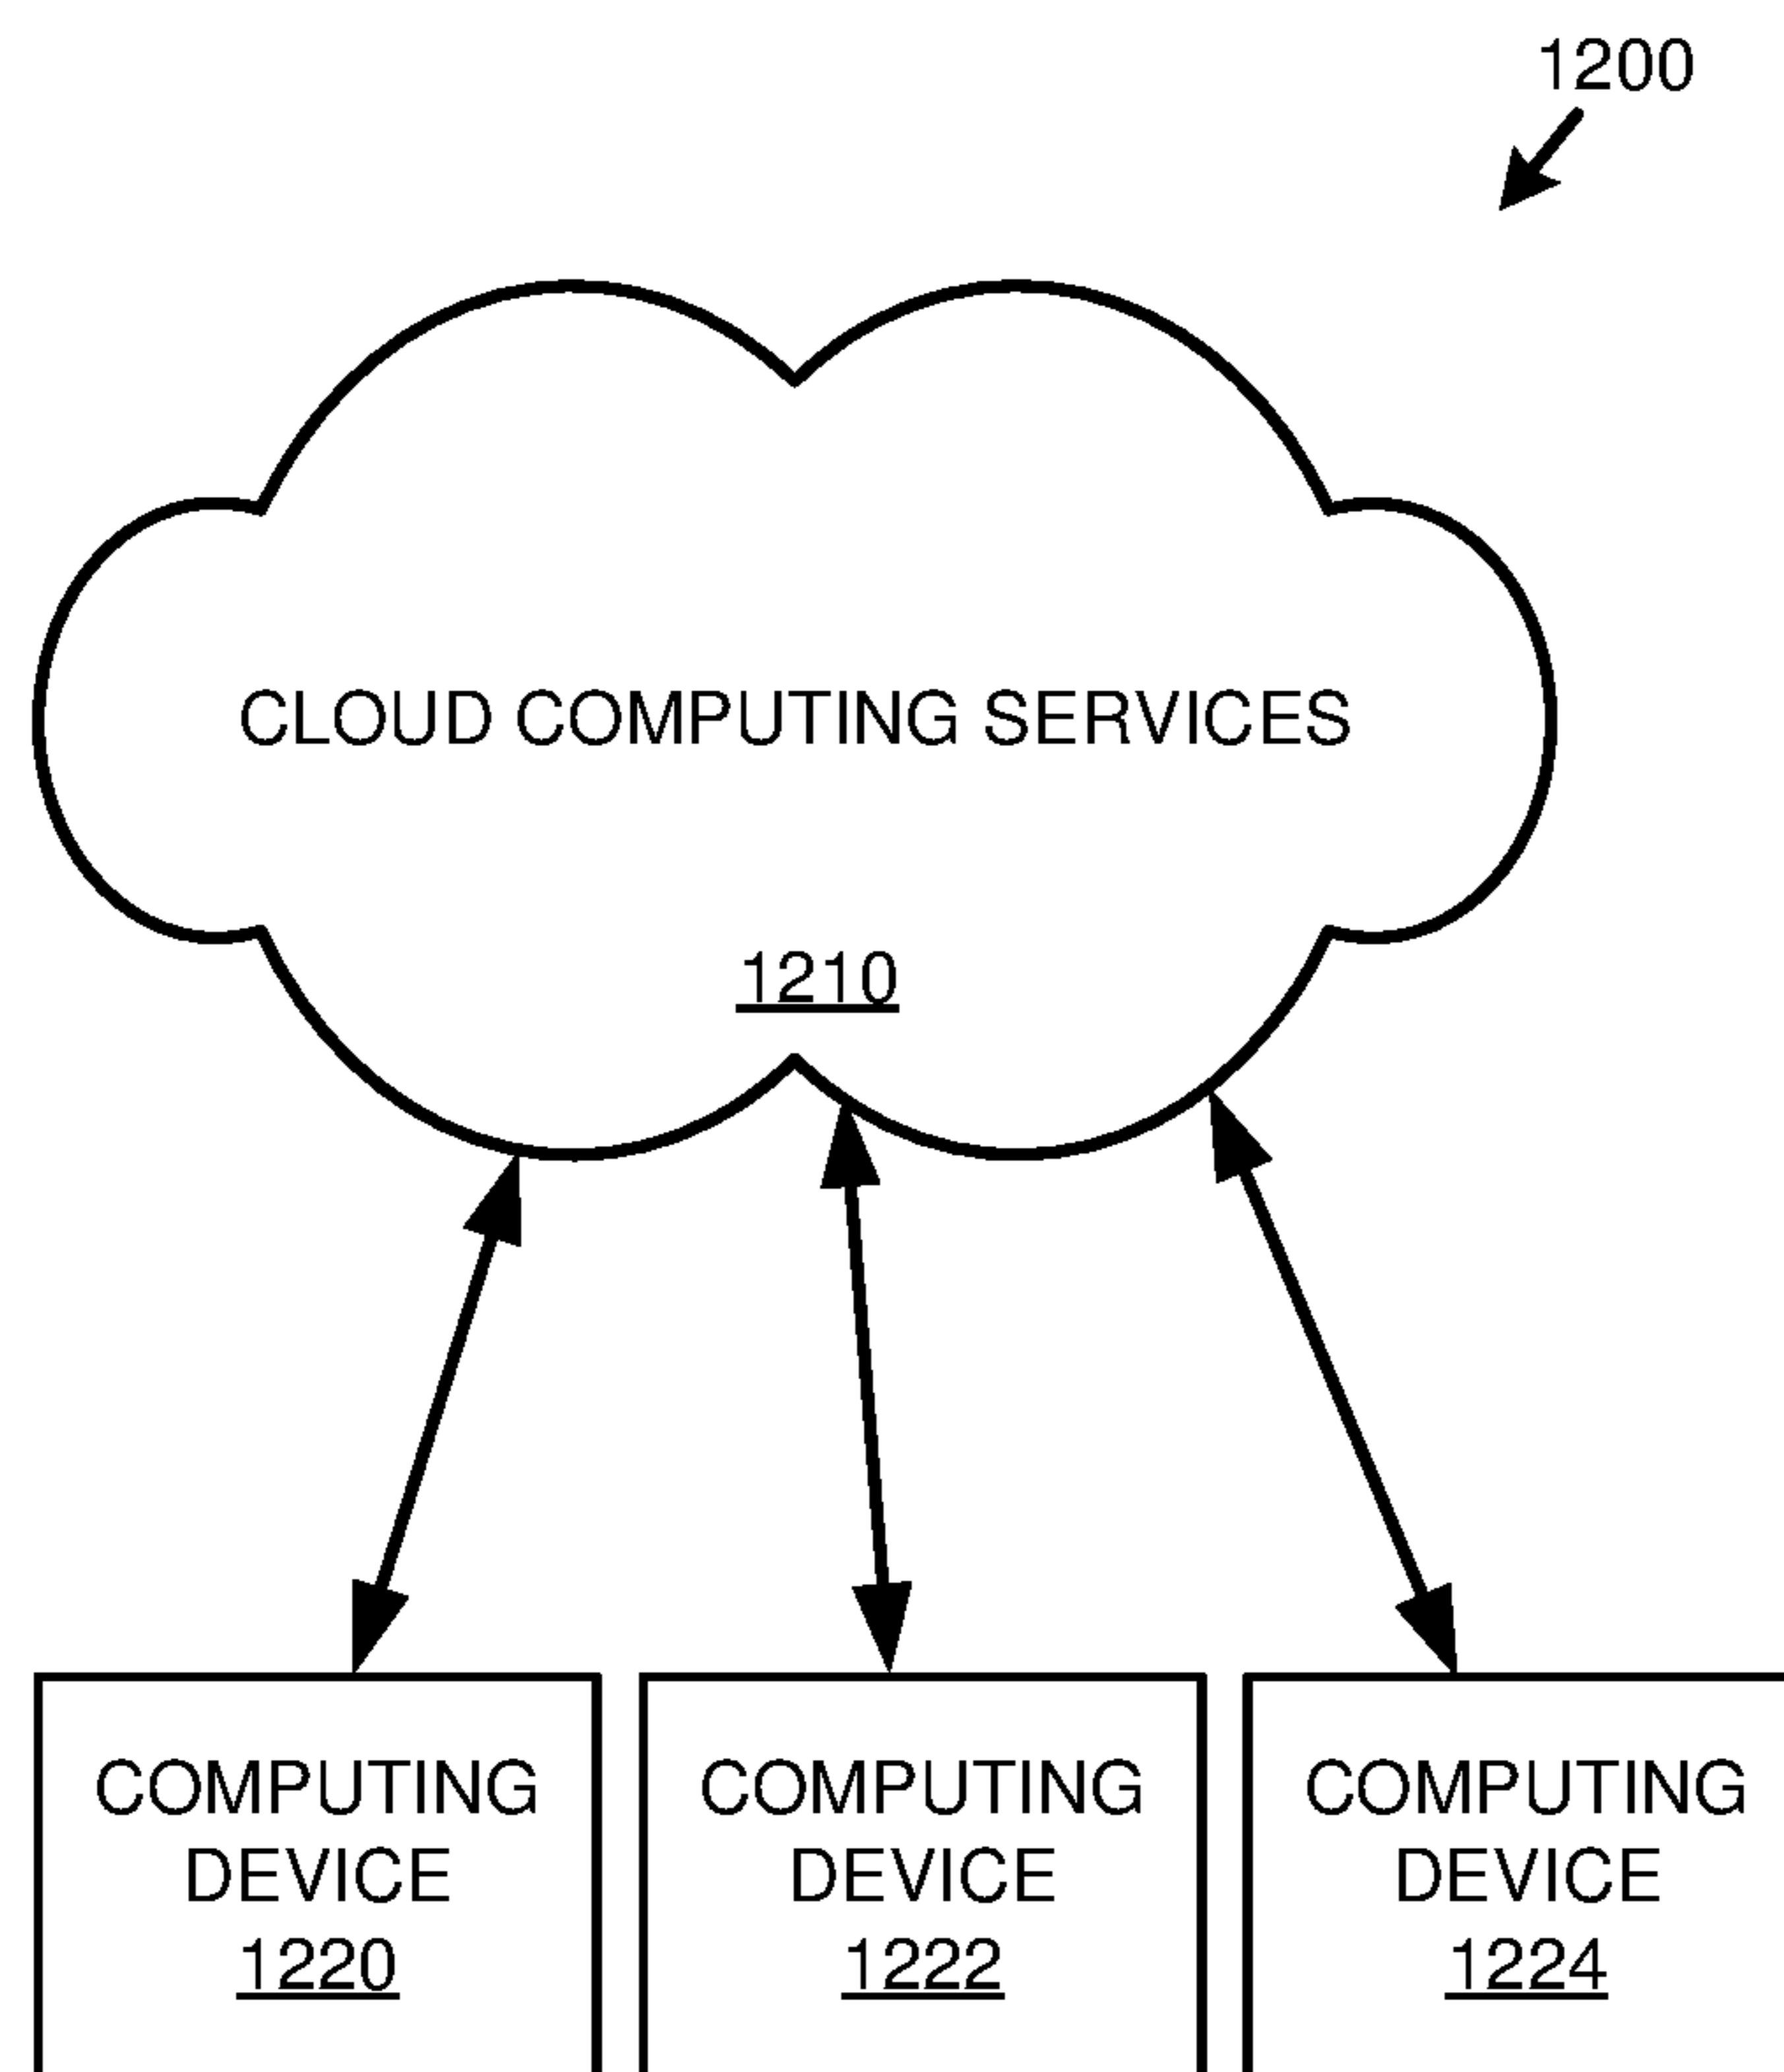 1200
CLOUD COMPUTING SERVICES
1210
COMPUTING
DEVICE
1220
COMPUTING
DEVICE
1222
COMPUTING
DEVICE
1224